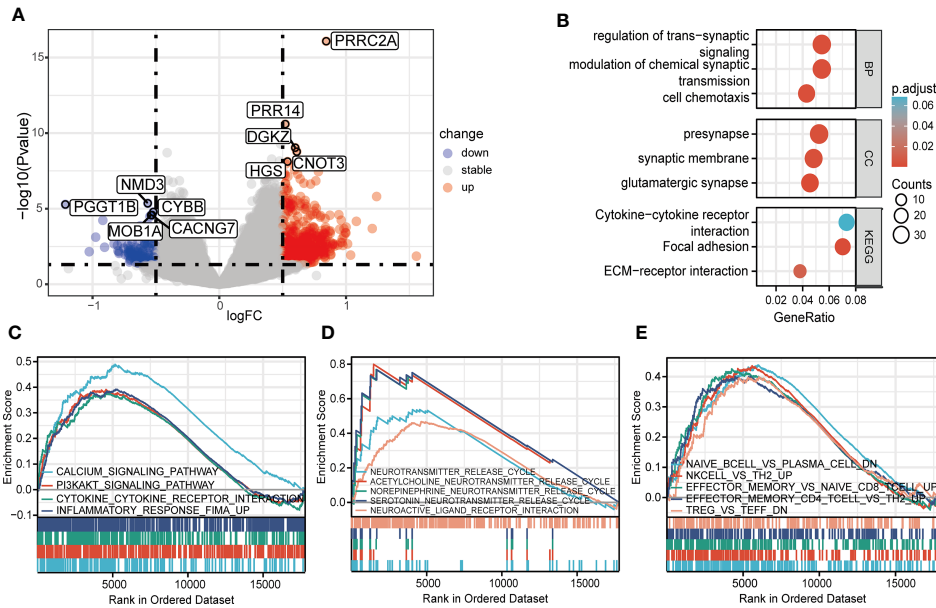 A
−log10(Pvalue)
15
10
5
0
PRRC2A
PRR14
DGKZ
HGS
CNOT3
NMD3
PGGT1B
CYBB
MOB1A
CACNG7
−1
0
1
logFC
change
down
stable
up
B
regulation of trans−synaptic
signaling
modulation of chemical synaptic
transmission
cell chemotaxis
BP
presynapse
synaptic membrane
glutamatergic synapse
CC
Cytokine−cytokine receptor
interaction
Focal adhesion
ECM−receptor interaction
KEGG
0.02 0.04 0.06 0.08
GeneRatio
p.adjust
0.06
0.04
0.02
Counts
10
20
30
C
Enrichment Score
0.5
0.4
0.3
0.2
0.1
0.0
−0.1
CALCIUM_SIGNALING_PATHWAY
PI3KAKT_SIGNALING_PATHWAY
CYTOKINE_CYTOKINE_RECEPTOR_INTERACTION
INFLAMMATORY_RESPONSE_FIMA_UP
5000 10000 15000
Rank in Ordered Dataset
D
Enrichment Score
0.8
0.6
0.4
0.2
0.0
NEUROTRANSMITTER_RELEASE_CYCLE
ACETYLCHOLINE_NEUROTRANSMITTER_RELEASE_CYCLE
NOREPINEPHRINE_NEUROTRANSMITTER_RELEASE_CYCLE
SEROTONIN_NEUROTRANSMITTER_RELEASE_CYCLE
NEUROACTIVE_LIGAND_RECEPTOR_INTERACTION
5000 10000 15000
Rank in Ordered Dataset
E
Enrichment Score
0.4
0.3
0.2
0.1
0.0
NAIVE_BCELL_VS_PLASMA_CELL_DN
NKCELL_VS_TH2_UP
EFFECTOR_MEMORY_VS_NAIVE_CD8_TCELL_UP
EFFECTOR_MEMORY_CD4_TCELL_VS_TH2_UP
TREG_VS_TEFF_DN
5000 10000 15000
Rank in Ordered Dataset